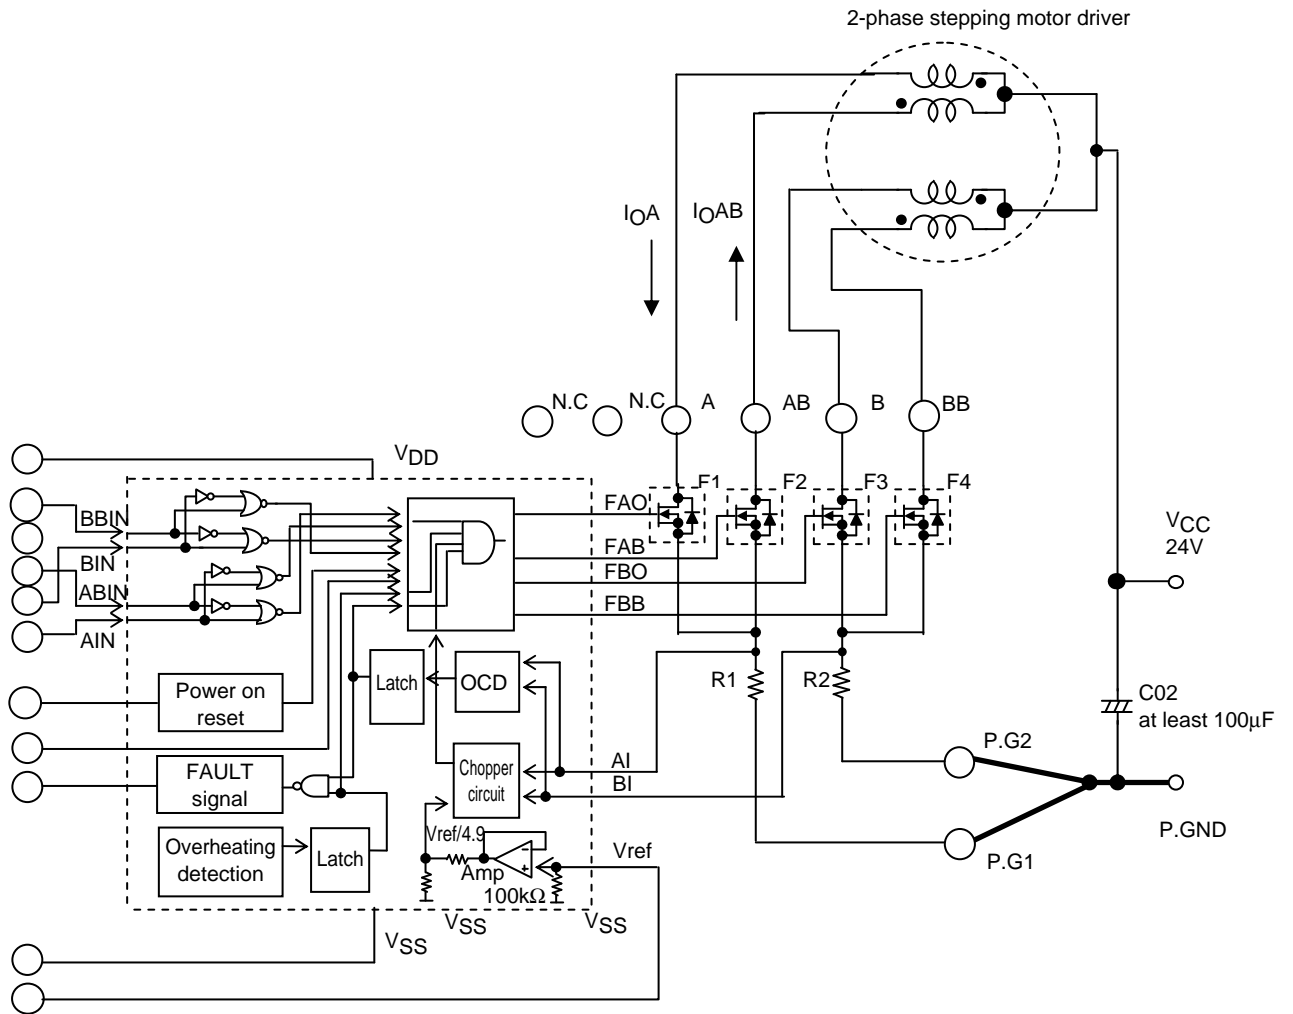 2-phase stepping motor driver
IOA
IOAB
N.C
N.C
A
AB
B
BB
VDD
F1
F2
F3
F4
BBIN
BIN
ABIN
AIN
FAO
FAB
FBO
FBB
VCC
24V
Power on
reset
Latch
OCD
R1
R2
C02
at least 100µF
FAULT
signal
Chopper
circuit
AI
BI
P.G2
P.GND
P.G1
Overheating
detection
Latch
Vref/4.9
Amp
Vref
100kΩ
VSS
VSS
VSS